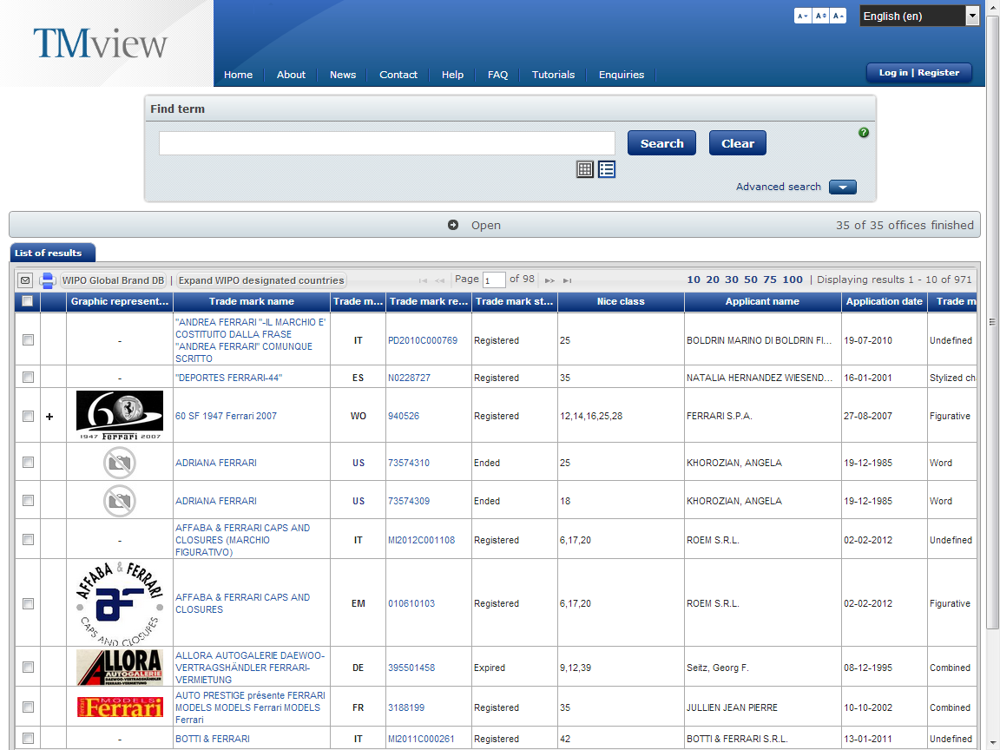 TMview
A A A
English (en)
Home About News Contact Help FAQ Tutorials Enquiries
Log in | Register
Find term
Search Clear
?
Advanced search
Open 35 of 35 offices finished
List of results
WIPO Global Brand DB | Expand WIPO designated countries Page 1 of 98 10 20 30 50 75 100 | Displaying results 1 - 10 of 971
Graphic represent... Trade mark name Trade m... Trade mark re... Trade mark st... Nice class Applicant name Application date Trade m
- "ANDREA FERRARI "-IL MARCHIO E'
COSTITUITO DALLA FRASE
"ANDREA FERRARI" COMUNQUE
SCRITTO
IT PD2010C000769 Registered 25 BOLDRIN MARINO DI BOLDRIN FI... 19-07-2010 Undefined
- "DEPORTES FERRARI-44" ES N0228727 Registered 35 NATALIA HERNANDEZ WIESEND... 16-01-2001 Stylized ch
60
1947 Ferrari 2007
+ 60 SF 1947 Ferrari 2007 WO 940526 Registered 12,14,16,25,28 FERRARI S.P.A. 27-08-2007 Figurative
ADRIANA FERRARI US 73574310 Ended 25 KHOROZIAN, ANGELA 19-12-1985 Word
ADRIANA FERRARI US 73574309 Ended 18 KHOROZIAN, ANGELA 19-12-1985 Word
- AFFABA & FERRARI CAPS AND
CLOSURES (MARCHIO
FIGURATIVO)
IT MI2012C001108 Registered 6,17,20 ROEM S.R.L. 02-02-2012 Undefined
AFFABA & FERRARI
af
CAPS AND CLOSURES
AFFABA & FERRARI CAPS AND
CLOSURES
EM 010610103 Registered 6,17,20 ROEM S.R.L. 02-02-2012 Figurative
ALLORA
AUTOGALERIE
DAEWOO-VERTRAGSHÄNDLER
FERRARI-VERMIETUNG
ALLORA AUTOGALERIE DAEWOO-
VERTRAGSHÄNDLER FERRARI-
VERMIETUNG
DE 395501458 Expired 9,12,39 Seitz, Georg F. 08-12-1995 Combined
MODELS
Ferrari
AUTO PRESTIGE présente FERRARI
MODELS MODELS Ferrari MODELS
Ferrari
FR 3188199 Registered 35 JULLIEN JEAN PIERRE 10-10-2002 Combined
- BOTTI & FERRARI IT MI2011C000261 Registered 42 BOTTI & FERRARI S.R.L. 13-01-2011 Undefined